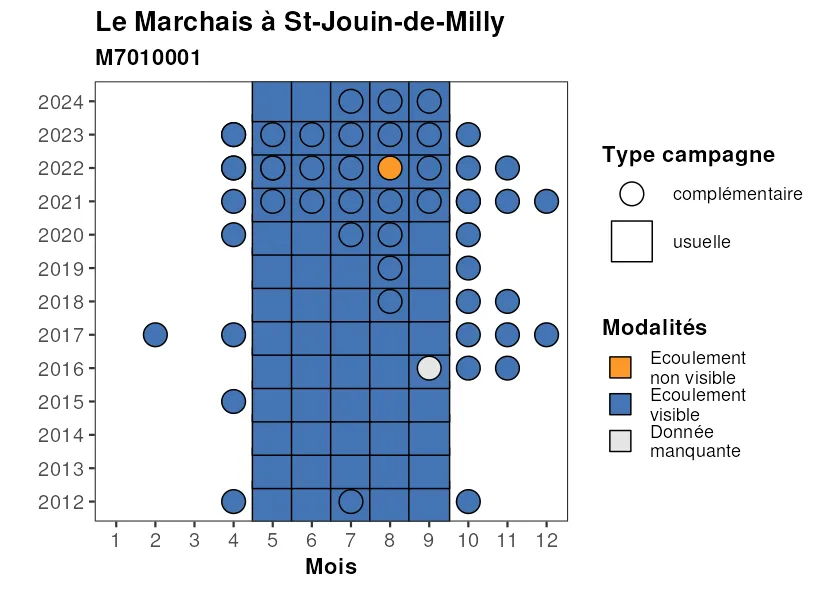 Le Marchais à St-Jouin-de-Milly
M7010001
2024
2023
2022
2021
2020
2019
2018
2017
2016
2015
2014
2013
2012
1 2 3 4 5 6 7 8 9 10 11 12
Mois
Type campagne
complémentaire
usuelle
Modalités
Ecoulement
non visible
Ecoulement
visible
Donnée
manquante